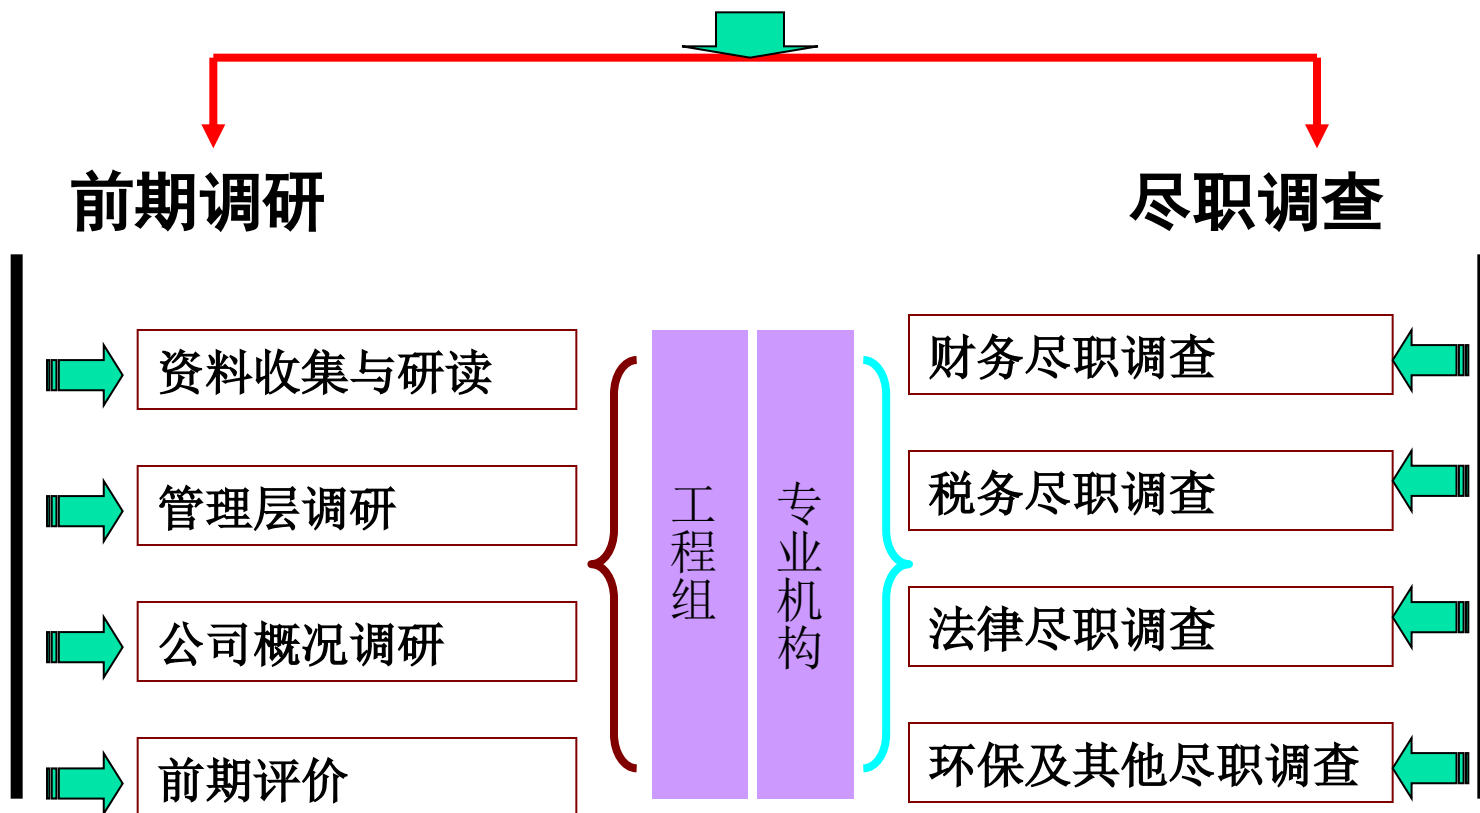 前期调研
尽职调查
资料收集与研读
管理层调研
公司概况调研
前期评价
工程组
专业机构
财务尽职调查
税务尽职调查
法律尽职调查
环保及其他尽职调查